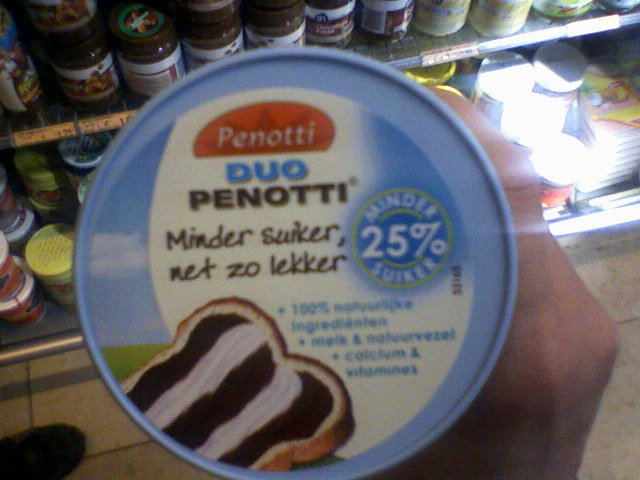 Penotti
DUO
PENOTTI®
Minder suiker,
net zo lekker
MINDER
25%
SUIKER
+ 100% natuurlijke
ingrediënten
+ melk & natuurvezel
+ calcium &
vitamines